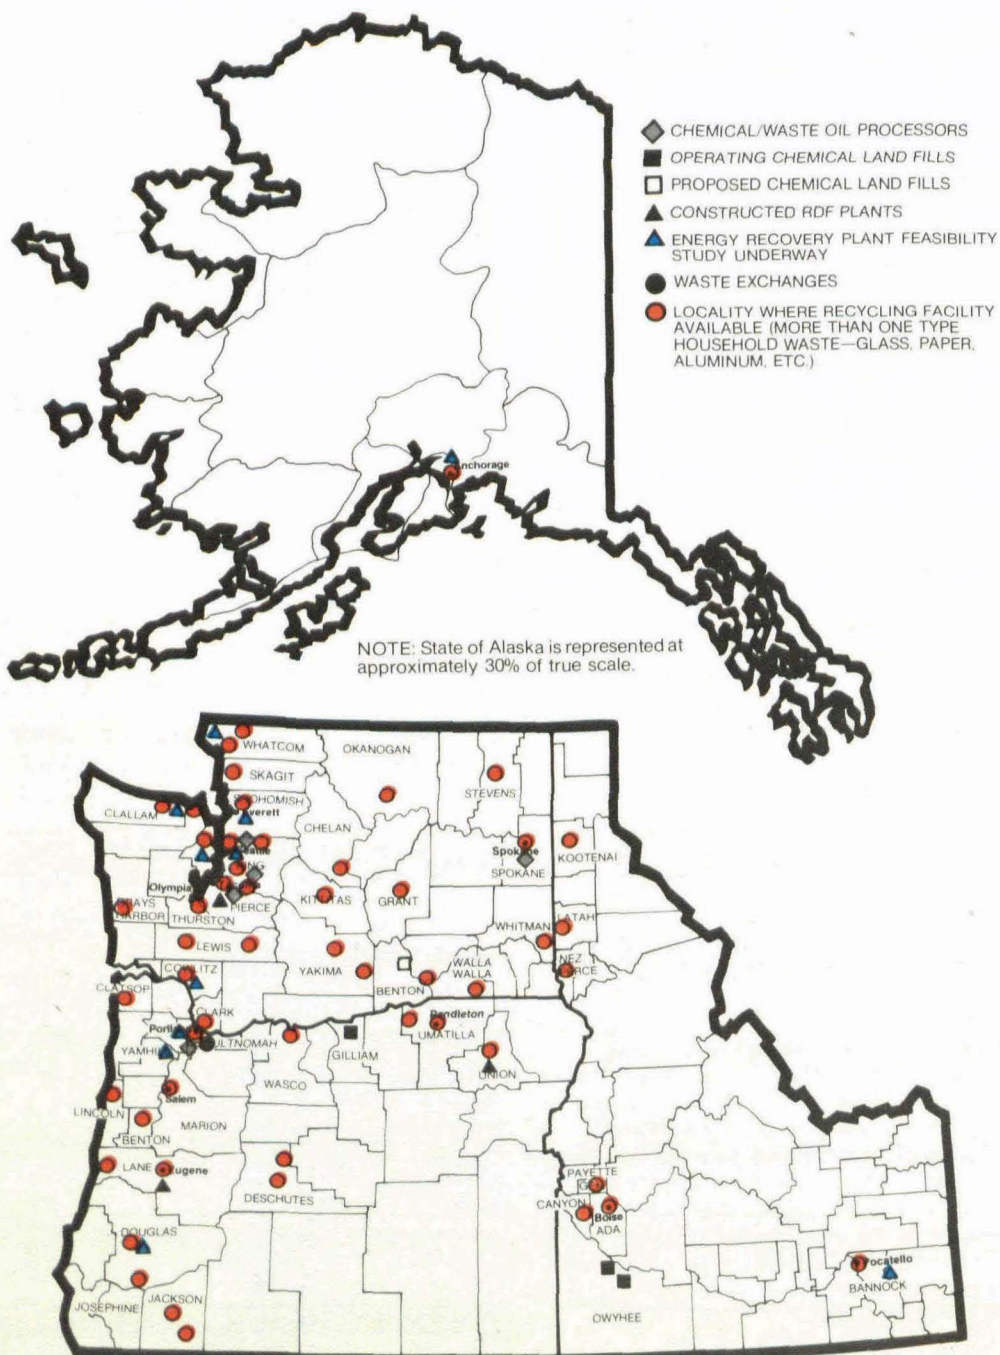 CHEMICAL/WASTE OIL PROCESSORS
OPERATING CHEMICAL LAND FILLS
PROPOSED CHEMICAL LAND FILLS
CONSTRUCTED RDF PLANTS
ENERGY RECOVERY PLANT FEASIBILITY
STUDY UNDERWAY
WASTE EXCHANGES
LOCALITY WHERE RECYCLING FACILITY
AVAILABLE (MORE THAN ONE TYPE
HOUSEHOLD WASTE—GLASS, PAPER,
ALUMINUM, ETC.)
nchorage
NOTE: State of Alaska is represented at
approximately 30% of true scale.
WHATCOM
OKANOGAN
SKAGIT
STEVENS
OHOMISH
verett
CLALLAM
CHELAN
Spokane
KOOTENAI
SPOKANE
Olympia
PIERCE
KITTITAS
GRANT
HARBOR
THURSTON
WHITMAN
LATAH
LEWIS
YAKIMA
BENTON
WALLA
WALLA
NEZ
COWLITZ
CLATSOP
CLARK
Pendleton
UMATILLA
ULTNOMAH
YAMHI
GILLIAM
UNION
WASCO
Salem
LINCOLN
MARION
BENTON
LANE
Eugene
PAYETTE
DESCHUTES
CANYON
Boise
ADA
DOUGLAS
Pocatello
BANNOCK
JOSEPHINE
JACKSON
OWYHEE